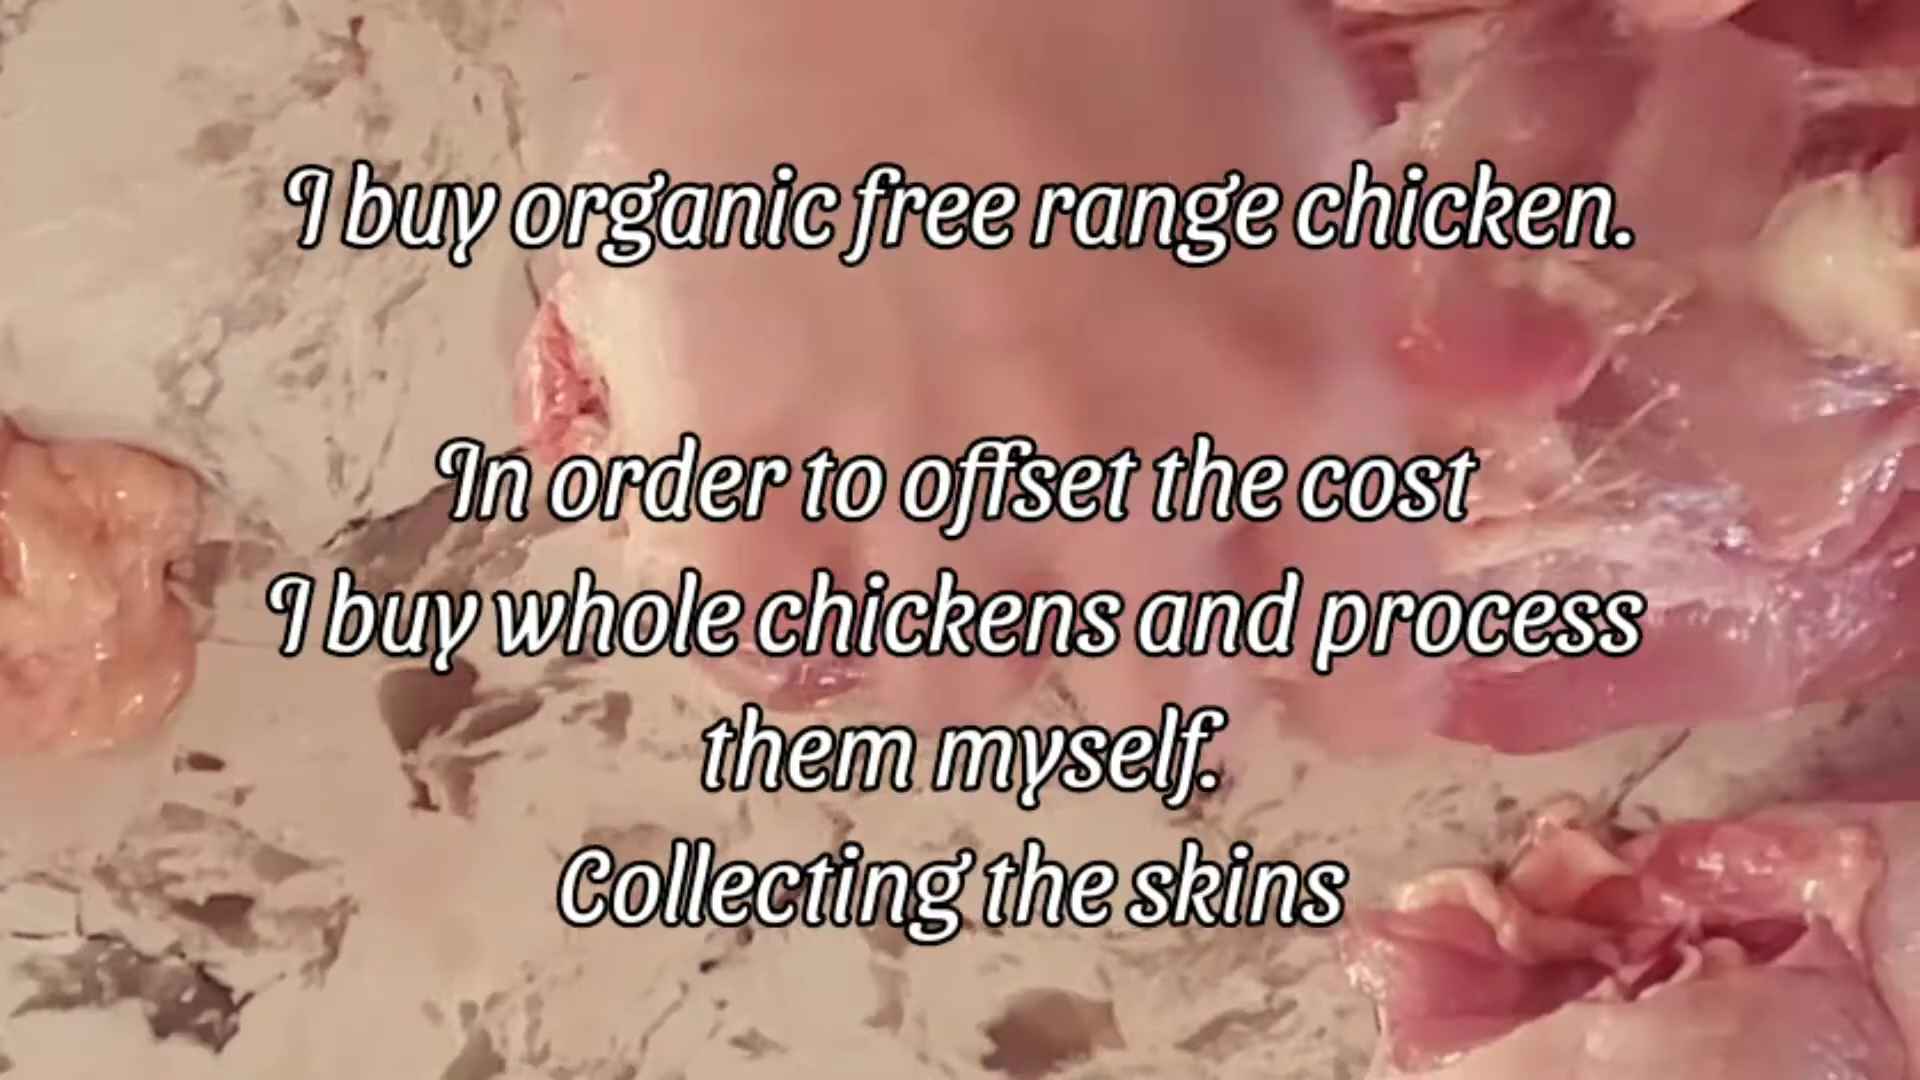 I buy organic free range chicken.
In order to offset the cost
I buy whole chickens and process
them myself.
Collecting the skins